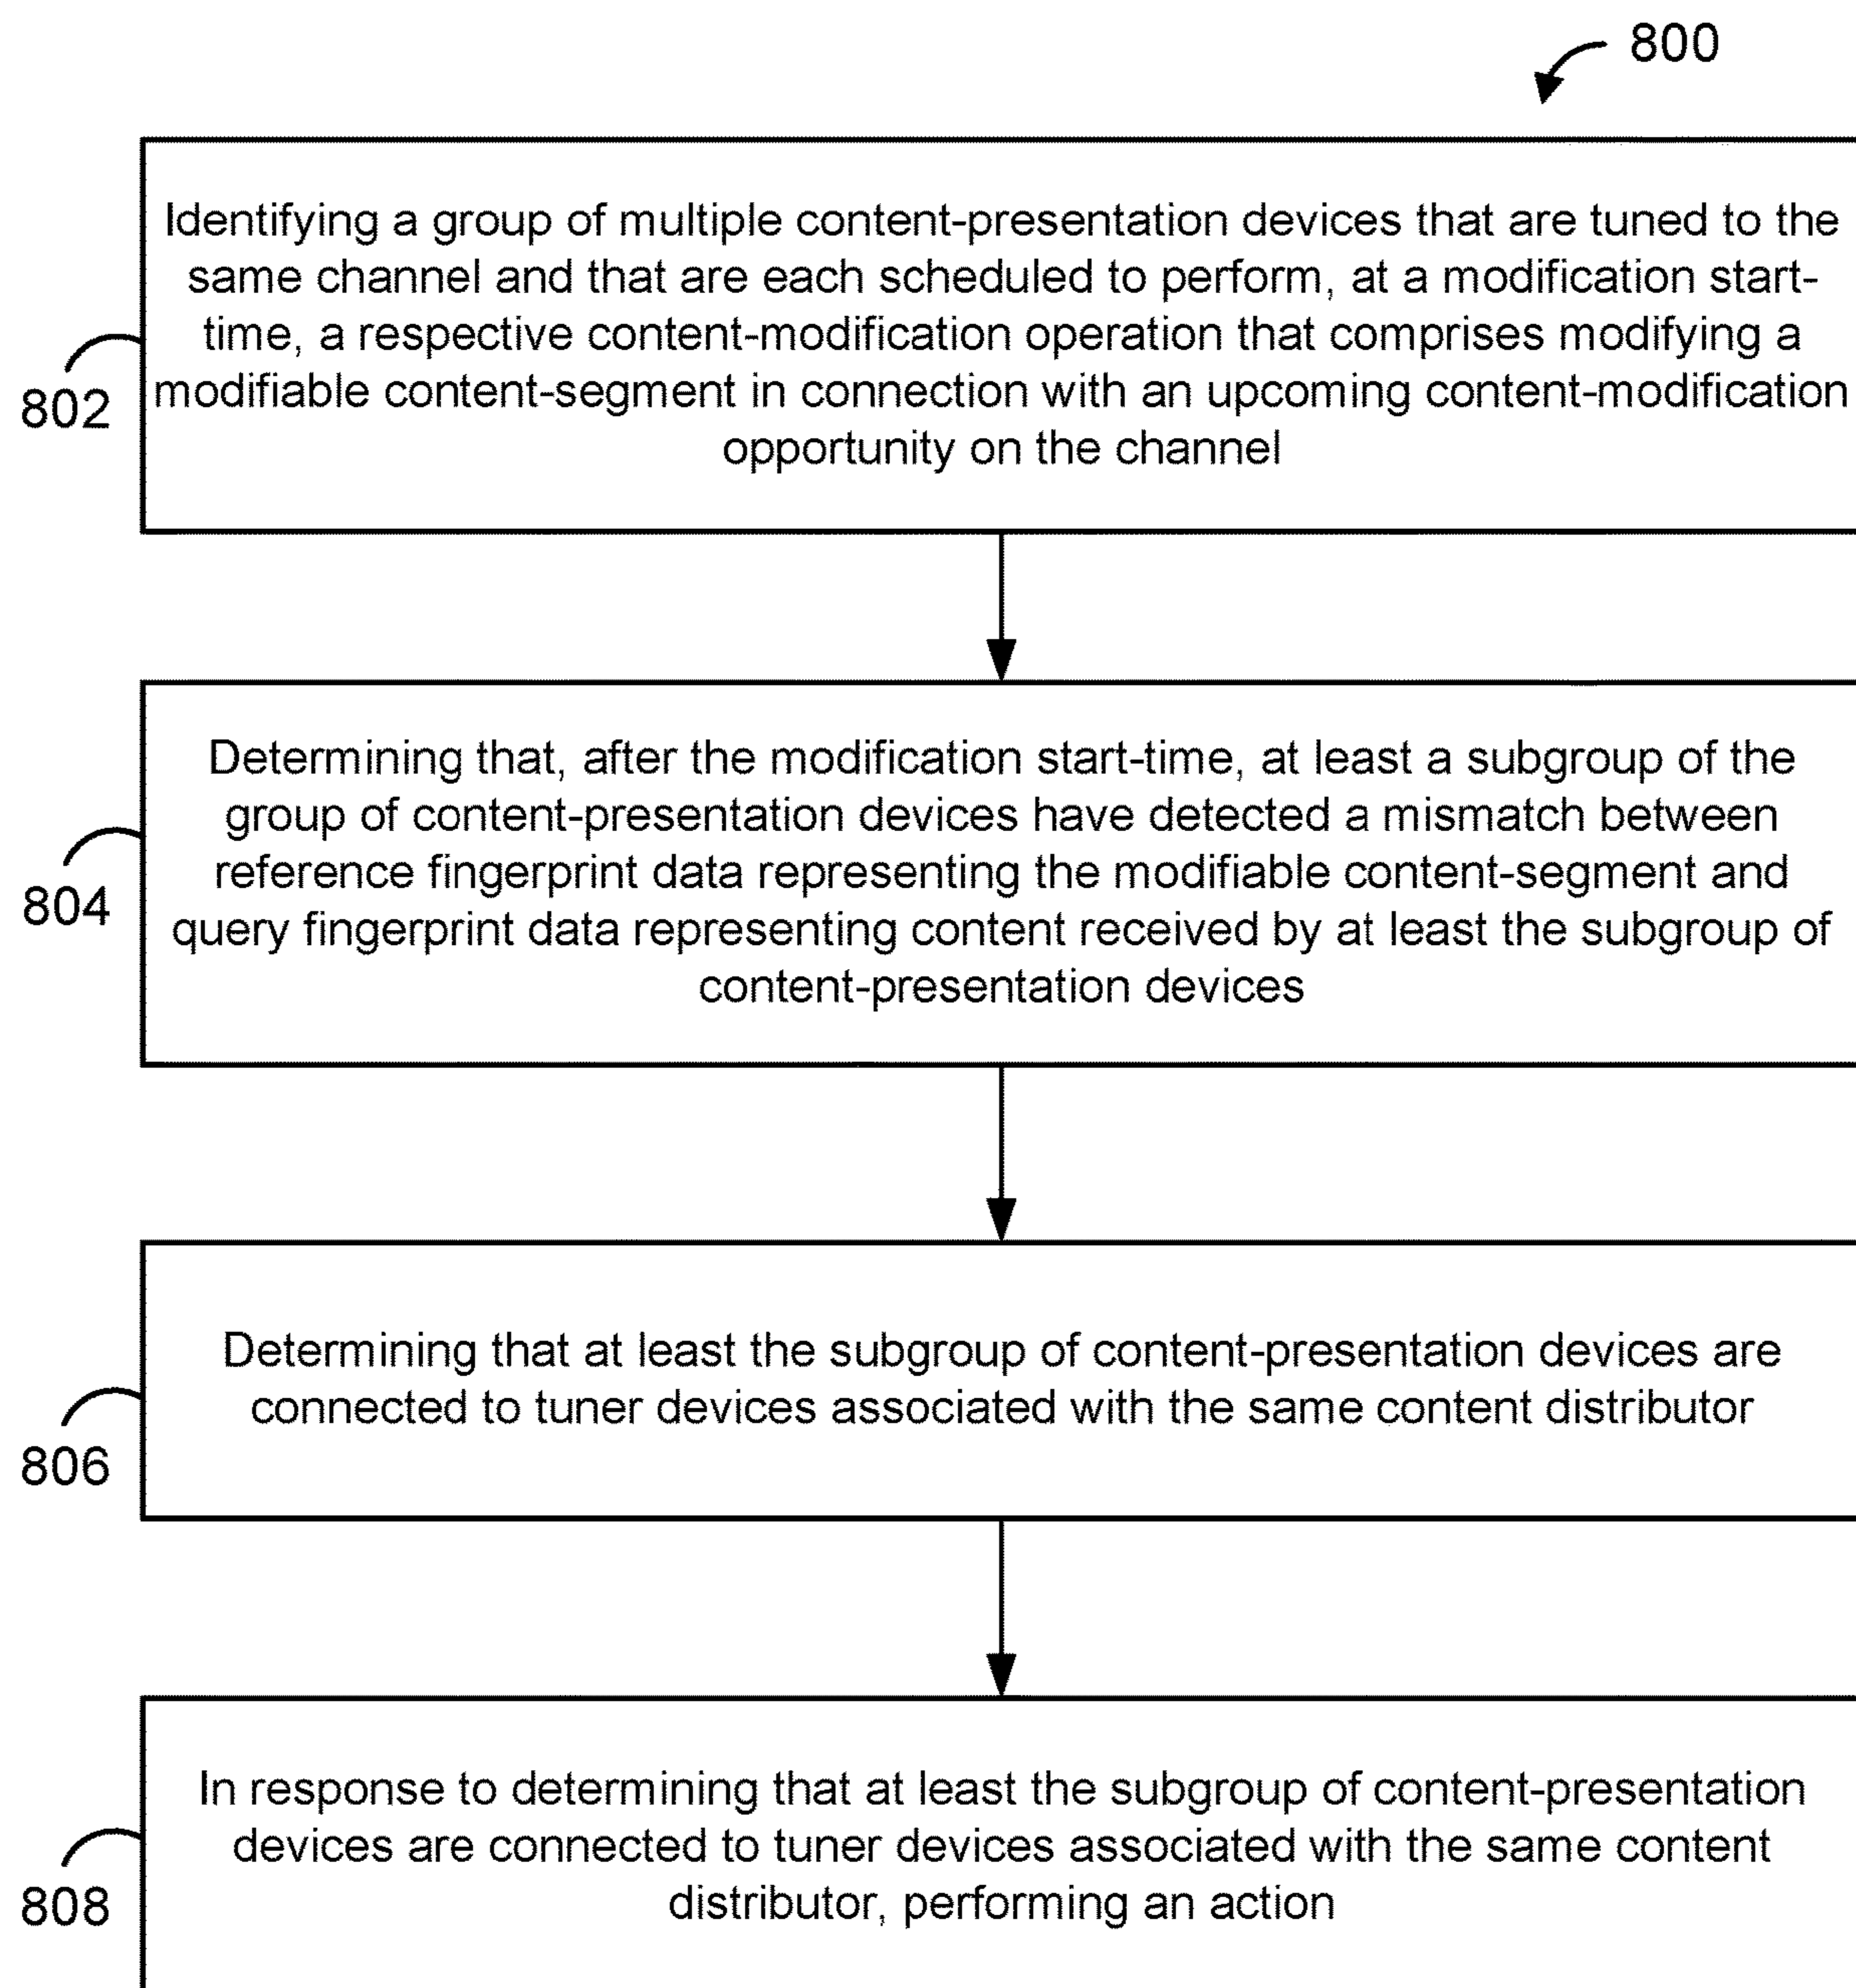 800
Identifying a group of multiple content-presentation devices that are tuned to the
same channel and that are each scheduled to perform, at a modification start-
time, a respective content-modification operation that comprises modifying a
modifiable content-segment in connection with an upcoming content-modification
opportunity on the channel
802
Determining that, after the modification start-time, at least a subgroup of the
group of content-presentation devices have detected a mismatch between
reference fingerprint data representing the modifiable content-segment and
query fingerprint data representing content received by at least the subgroup of
content-presentation devices
804
Determining that at least the subgroup of content-presentation devices are
connected to tuner devices associated with the same content distributor
806
In response to determining that at least the subgroup of content-presentation
devices are connected to tuner devices associated with the same content
distributor, performing an action
808